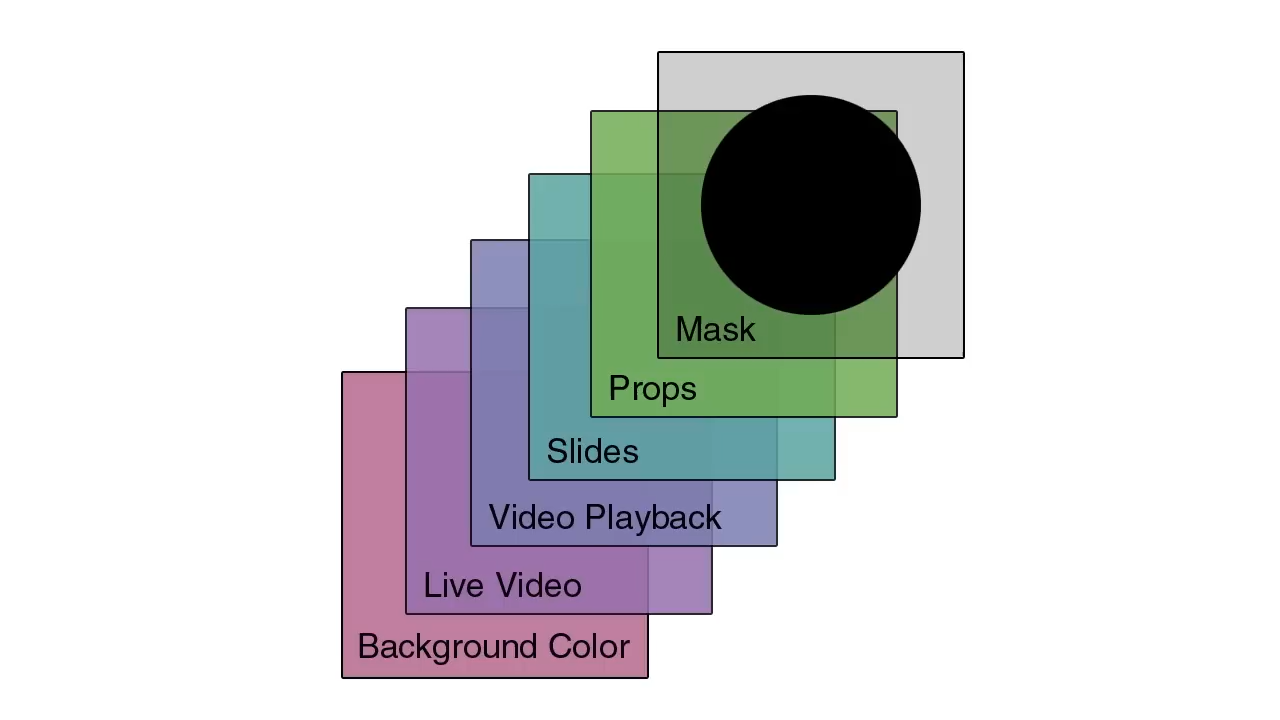 Mask
Props
Slides
Video Playback
Live Video
Background Color